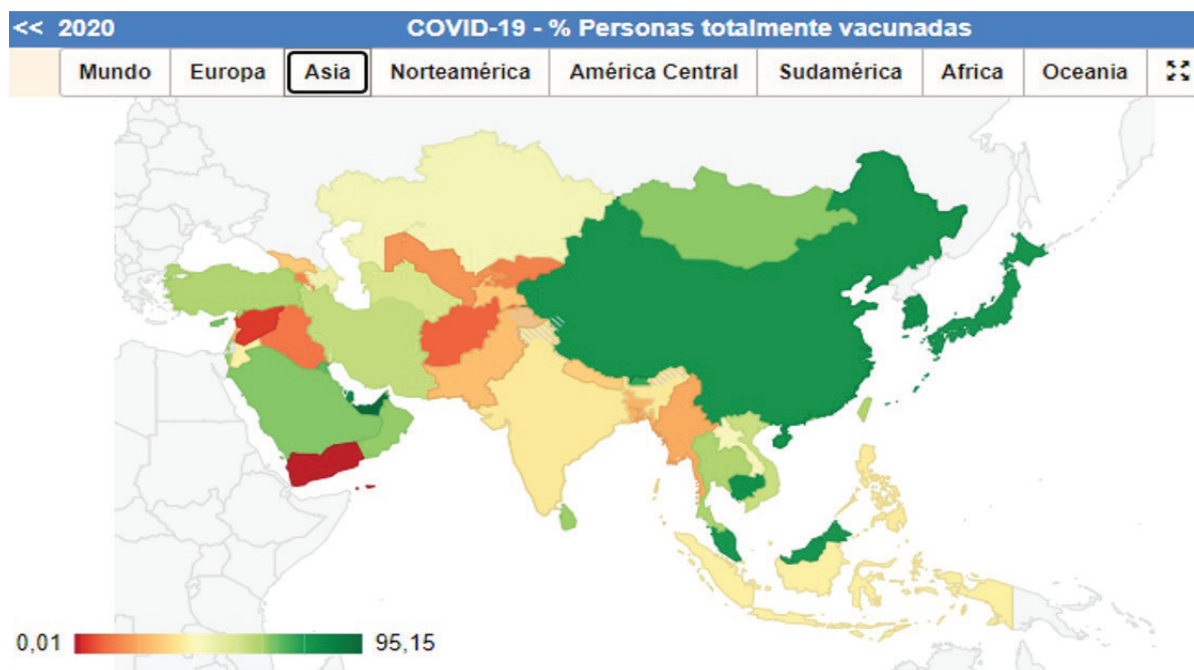 << 2020 COVID-19 - % Personas totalmente vacunadas
Mundo Europa Asia Norteamérica América Central Sudamérica Africa Oceania
0,01 95,15